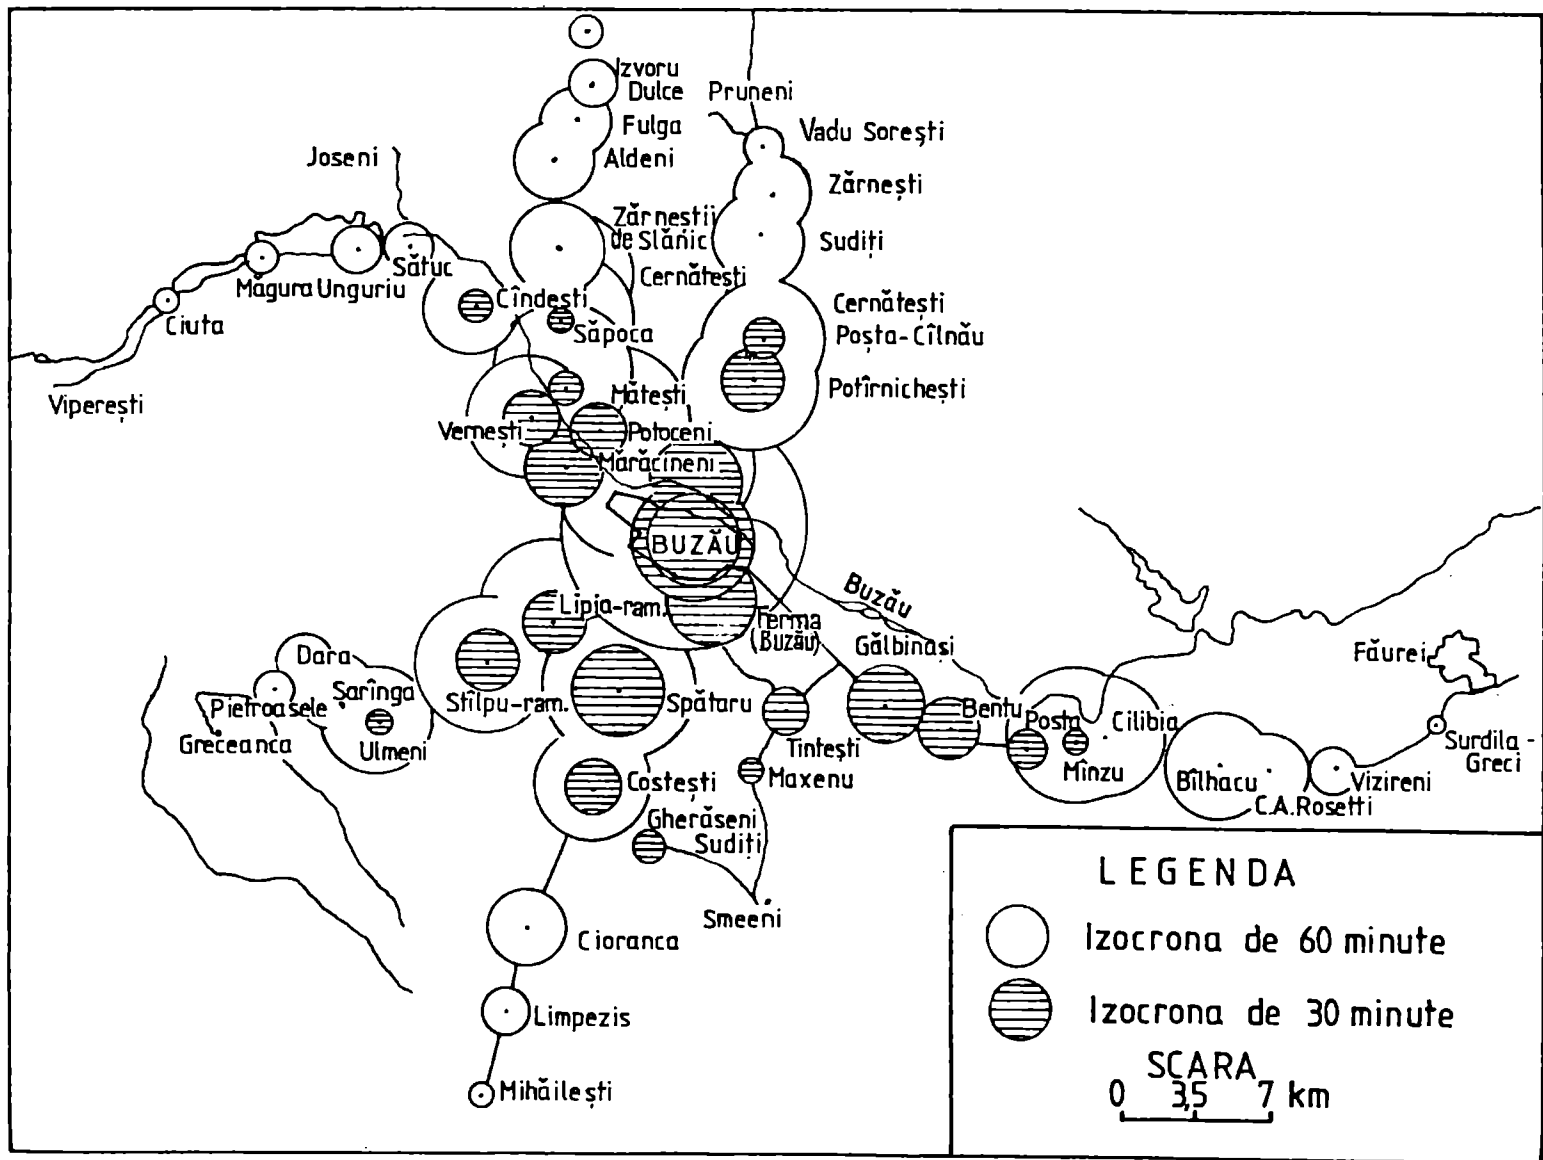 Izvoru
Dulce
Pruneni
Fulga
Vadu Sorești
Joseni
Aldeni
Zărnești
Zărnestii
de Slănic
Sudiți
Sătuc
Cernătești
Măgura Unguriu
Cîndești
Cernătești
Ciuta
Săpoca
Poșta-Cîlnău
Viperești
Mătești
Potîrnichești
Vernești
Potoceni
Mărăcineni
BUZĂU
Buzău
Lipia-ram.
Ferma
(Buzău)
Gălbinași
Făurei
Dara
Sarînga
Pietroasele
Stîlpu-ram.
Spătaru
Bentu
Posta
Cilibia
Greceanca
Ulmeni
Tintești
Surdila-
Greci
Costești
Maxenu
Mînzu
Bîlhacu
Vizireni
C.A.Rosetti
Gherăseni
Sudiți
Smeeni
Cioranca
Limpezis
Mihăilești
LEGENDA
Izocrona de 60 minute
Izocrona de 30 minute
SCARA
0 3,5 7 km